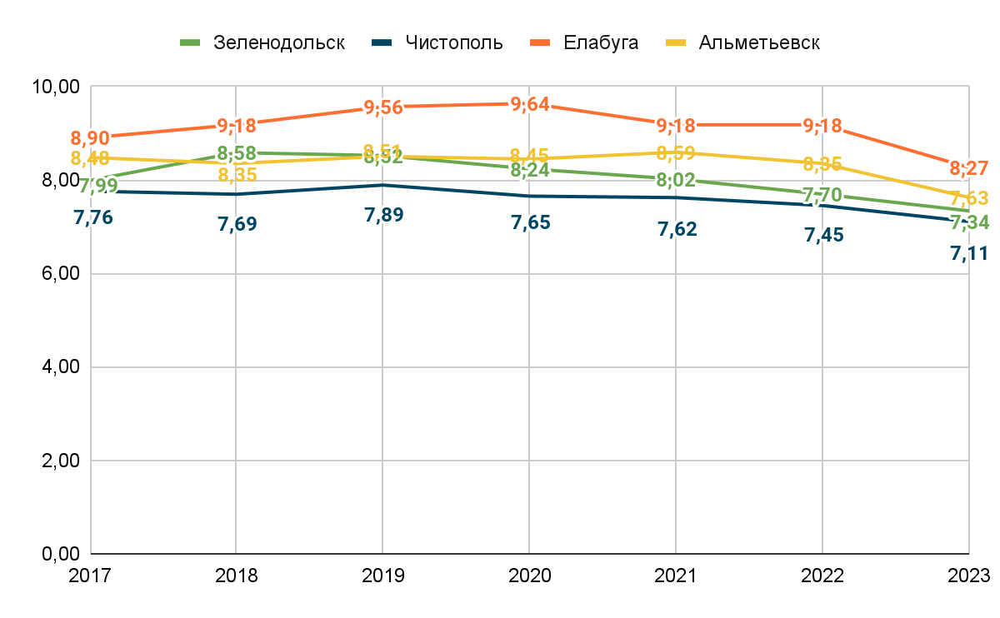 Зеленодольск Чистополь Елабуга Альметьевск
10,00
8,90 9,18 9,56 9,64 9,18 9,18 8,27
8,48 8,58 8,51 8,45 8,59 8,35 7,63
8,35 8,52 8,24 8,02 7,70 7,34
8,00 7,99
7,76 7,69 7,89 7,65 7,62 7,45 7,11
6,00
4,00
2,00
0,00
2017 2018 2019 2020 2021 2022 2023